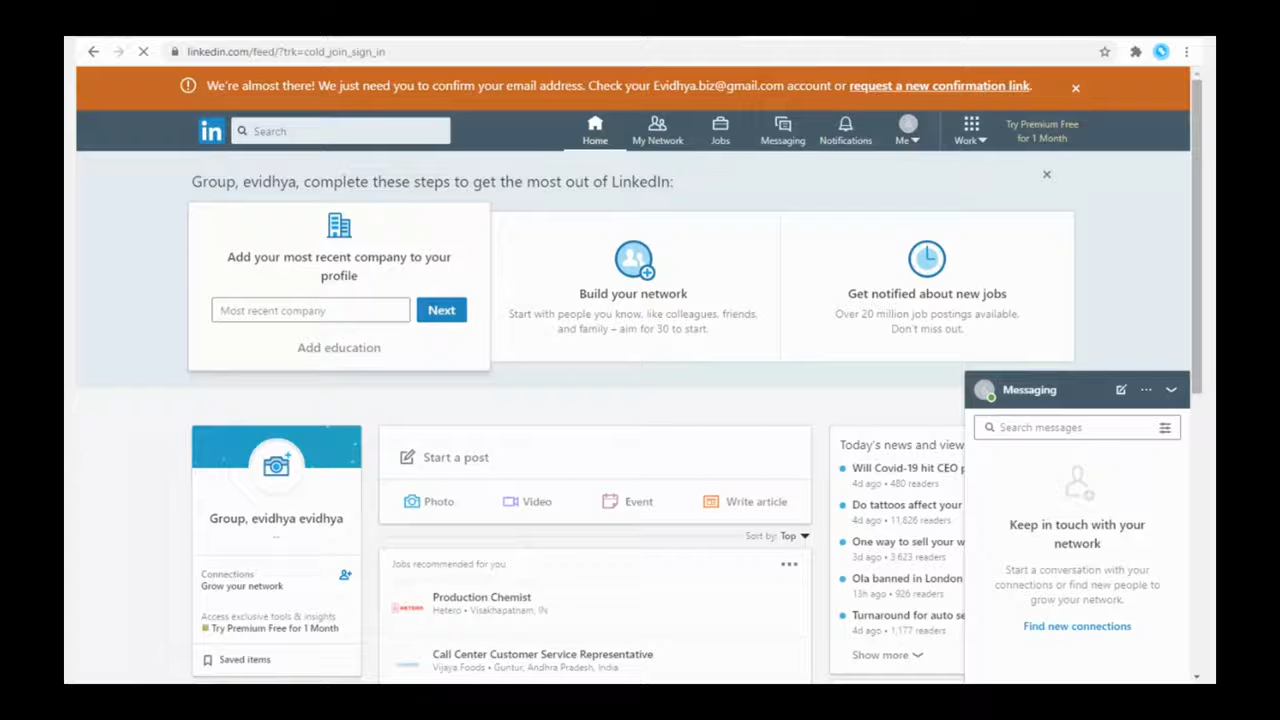 linkedin.com/feed/?trk=cold_join_sign_in
We're almost there! We just need you to confirm your email address. Check your Evidhya.biz@gmail.com account or request a new confirmation link.
in
Search
Home
My Network
Jobs
Messaging
Notifications
Me
Work
Try Premium Free
for 1 Month
Group, evidhya, complete these steps to get the most out of LinkedIn:
Add your most recent company to your
profile
Most recent company
Next
Add education
Build your network
Start with people you know, like colleagues, friends,
and family – aim for 30 to start.
Get notified about new jobs
Over 20 million job postings available.
Don't miss out.
Group, evidhya evidhya
--
Connections
Grow your network
Access exclusive tools & insights
Try Premium Free for 1 Month
Saved items
Start a post
Photo
Video
Event
Write article
Sort by: Top
Jobs recommended for you
HETERO
Production Chemist
Hetero • Visakhapatnam, IN
Call Center Customer Service Representative
Vijaya Foods • Guntur, Andhra Pradesh, India
Today's news and view
Will Covid-19 hit CEO p
4d ago • 480 readers
Do tattoos affect your
4d ago • 11,826 readers
One way to sell your w
3d ago • 3,623 readers
Ola banned in London
13h ago • 926 readers
Turnaround for auto se
4d ago • 1,177 readers
Show more
Messaging
Search messages
Keep in touch with your
network
Start a conversation with your
connections or find new people to
grow your network.
Find new connections